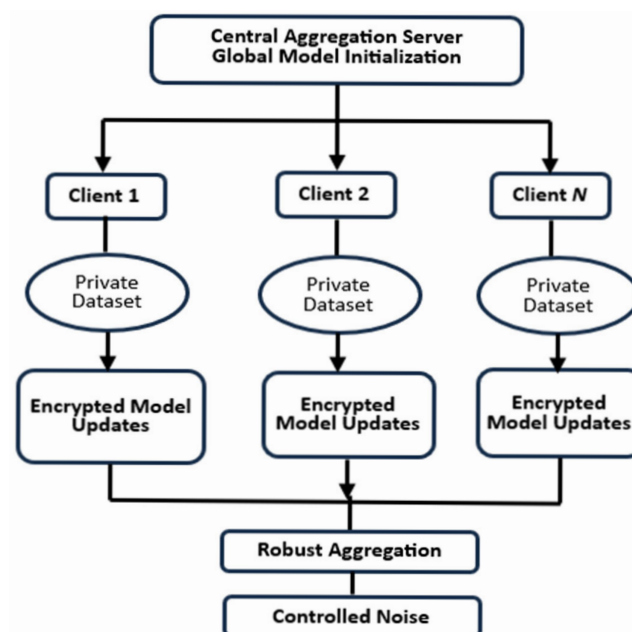 Central Aggregation Server
Global Model Initialization
Client 1
Client 2
Client N
Private
Dataset
Private
Dataset
Private
Dataset
Encrypted Model
Updates
Encrypted
Model Updates
Encrypted
Model Updates
Robust Aggregation
Controlled Noise